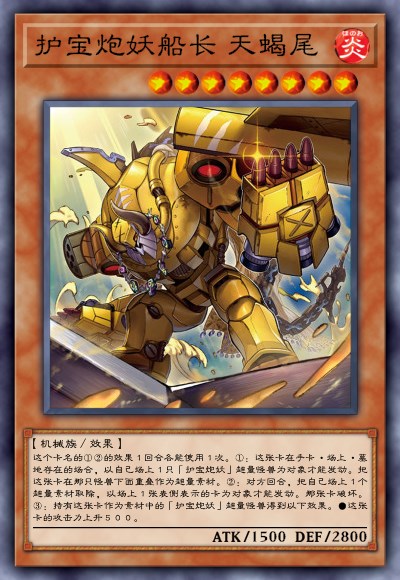 护宝炮妖船长 天蝎尾
ほのお
炎
【机械族／效果】
这个卡名的①②的效果1回合各能使用1次。①：这张卡在手卡·场上·墓
地存在的场合，以自己场上1只「护宝炮妖」超量怪兽为对象才能发动。把
这张卡在那只怪兽下面重叠作为超量素材。②：对方回合，把自己场上1个
超量素材取除，以场上1张表侧表示的卡为对象才能发动。那张卡破坏。
③：持有这张卡作为素材中的「护宝炮妖」超量怪兽得到以下效果。●这张
卡的攻击力上升５００。
ATK/1500 DEF/2800